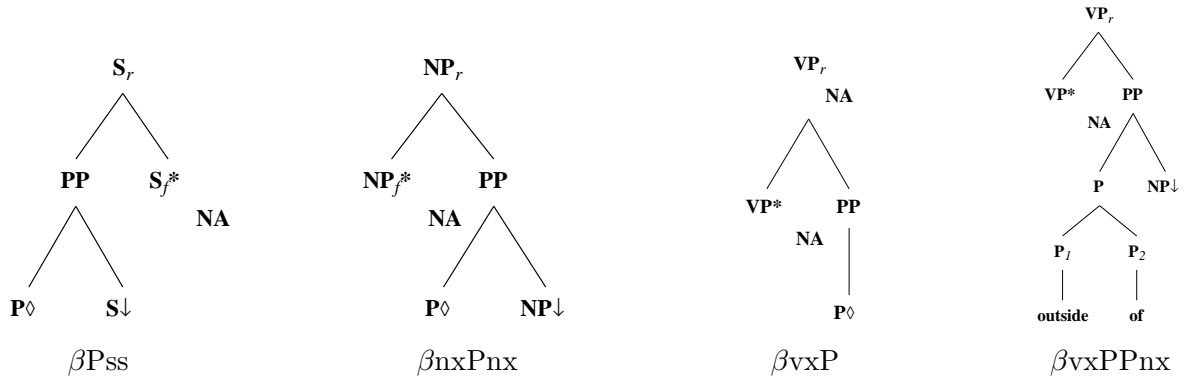 S_r
PP S_f* NA
P◊ S↓
βPss
NP_r
NP_f* NA PP
P◊ NP↓
βnxPnx
VP_r NA
VP* NA PP
P◊
βvxP
VP_r
VP* NA PP
P NP↓
P_1 P_2
outside of
βvxPPnx